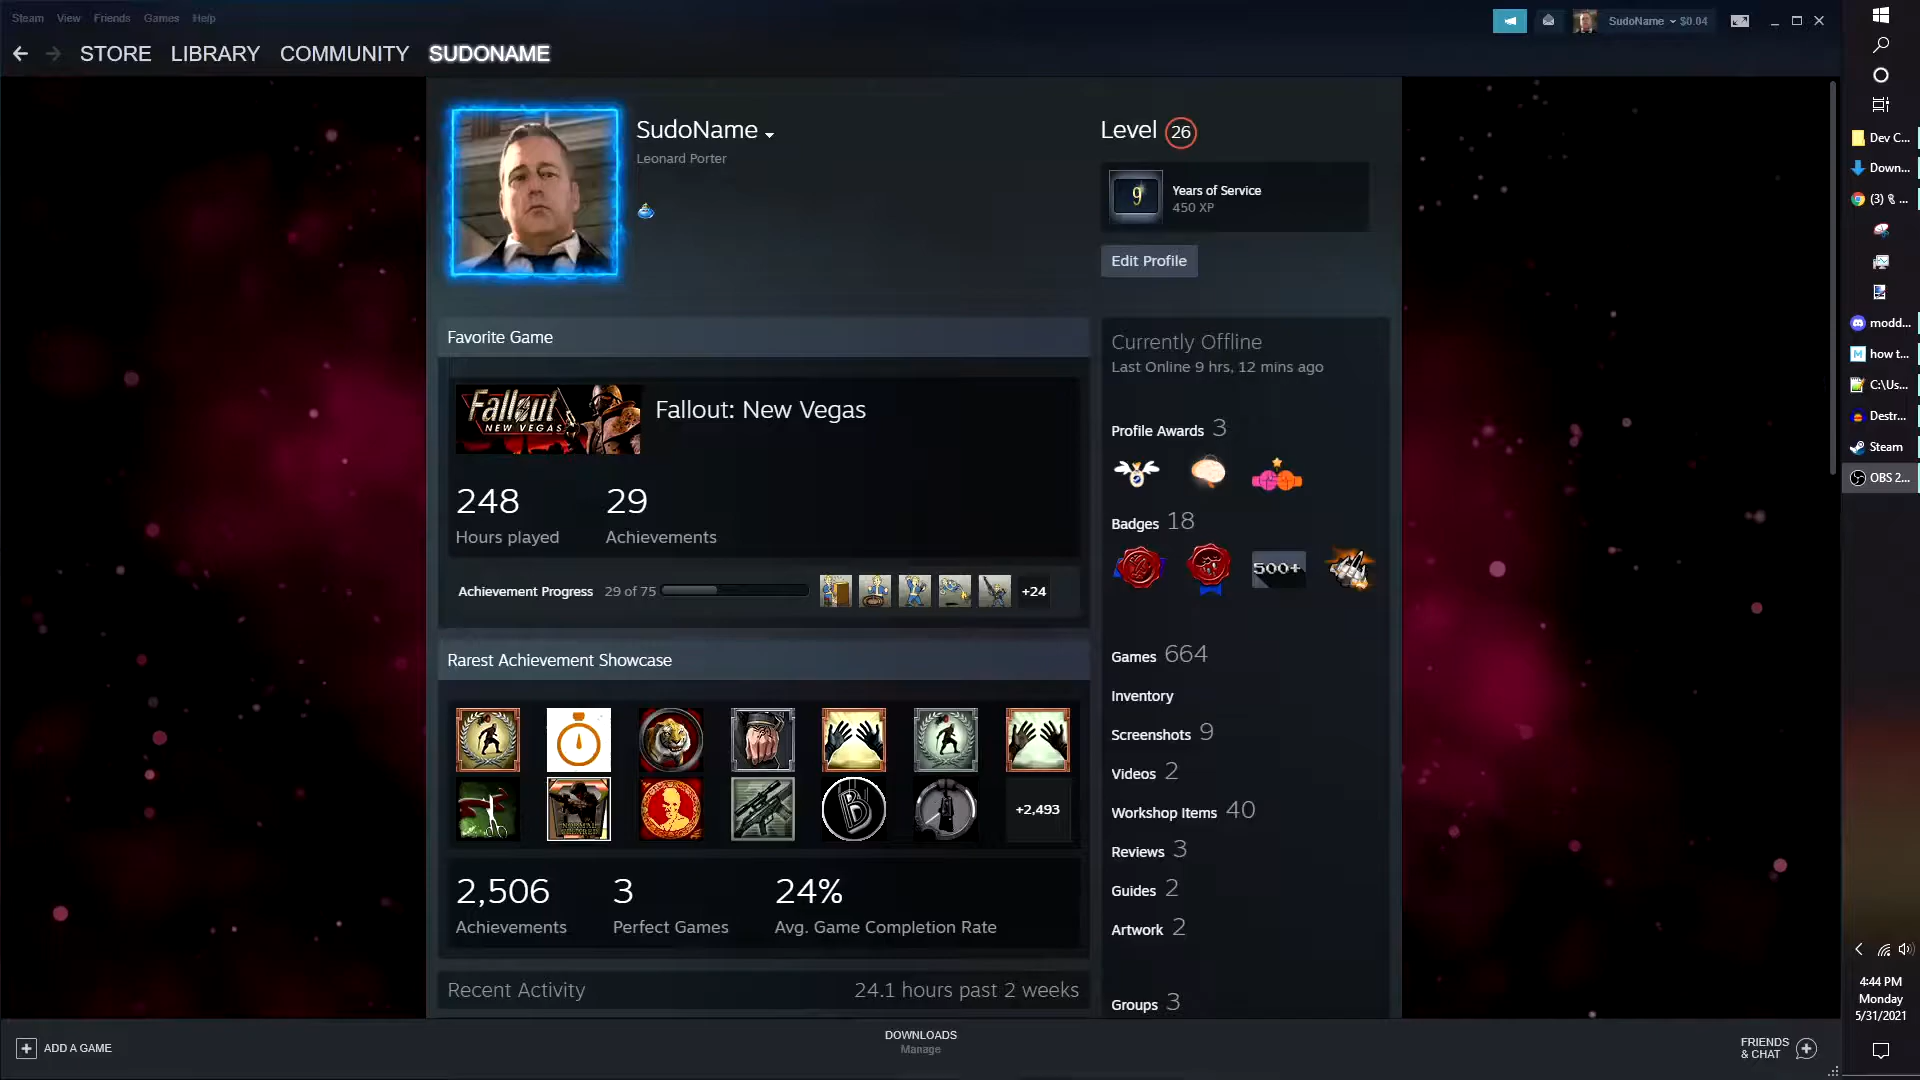 Steam View Friends Games Help
SudoName $0.04
STORE LIBRARY COMMUNITY SUDONAME
SudoName
Leonard Porter
Level 26
9
Years of Service
450 XP
Edit Profile
Favorite Game
Fallout
NEW VEGAS
Fallout: New Vegas
248
Hours played
29
Achievements
Achievement Progress 29 of 75
+24
Rarest Achievement Showcase
+2,493
2,506
Achievements
3
Perfect Games
24%
Avg. Game Completion Rate
Recent Activity
24.1 hours past 2 weeks
Currently Offline
Last Online 9 hrs, 12 mins ago
Profile Awards 3
Badges 18
500+
Games 664
Inventory
Screenshots 9
Videos 2
Workshop Items 40
Reviews 3
Guides 2
Artwork 2
Groups 3
ADD A GAME
DOWNLOADS
Manage
FRIENDS
& CHAT
Dev C...
Down...
modd...
how t...
C:\Us...
Destr...
Steam
OBS 2...
4:44 PM
Monday
5/31/2021